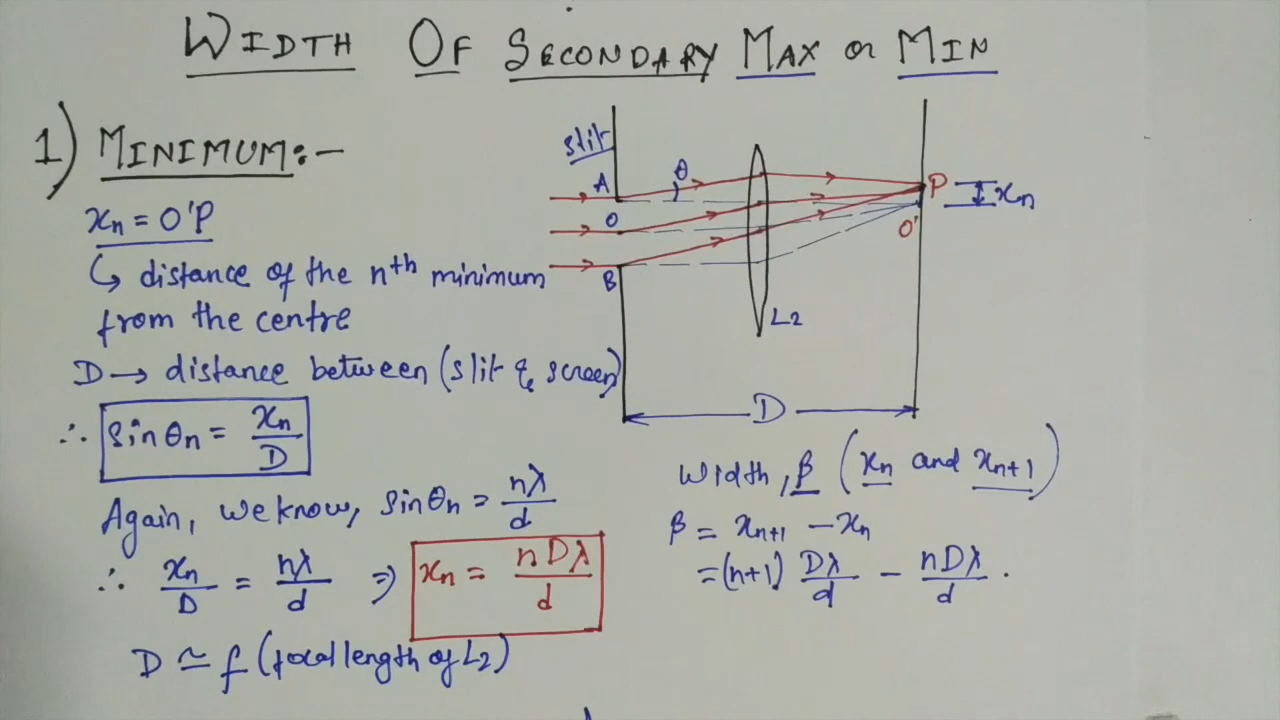 WIDTH OF SECONDARY MAX or MIN
1) MINIMUM:-
xₙ = O'P
↳ distance of the nᵗʰ minimum
from the centre
D → distance between (slit & screen)
∴ sin θₙ = xₙ/D
Again, we know, sin θₙ = nλ/d
∴ xₙ/D = nλ/d ⇒ xₙ = nDλ/d
D ≃ f (focal length of L₂)
slit
A
θ
O
B
L₂
P
xₙ
O'
D
Width, β (xₙ and xₙ₊₁)
β = xₙ₊₁ − xₙ
= (n+1) Dλ/d − nDλ/d .